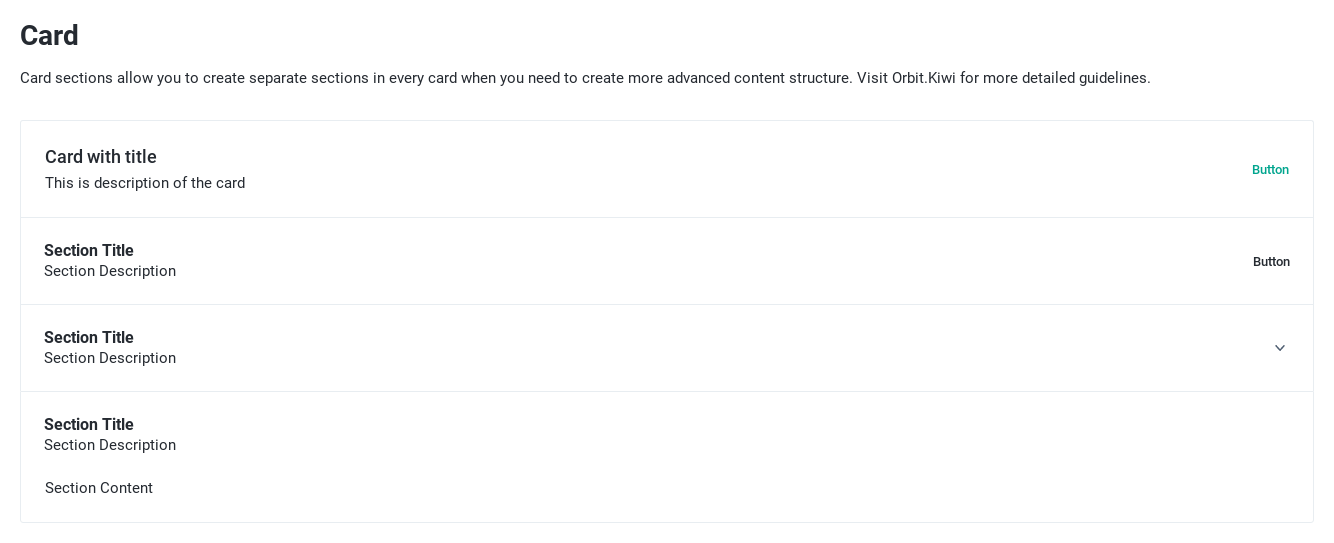 Card
Card sections allow you to create separate sections in every card when you need to create more advanced content structure. Visit Orbit.Kiwi for more detailed guidelines.
Card with title
This is description of the card
Button
Section Title
Section Description
Button
Section Title
Section Description
Section Title
Section Description
Section Content